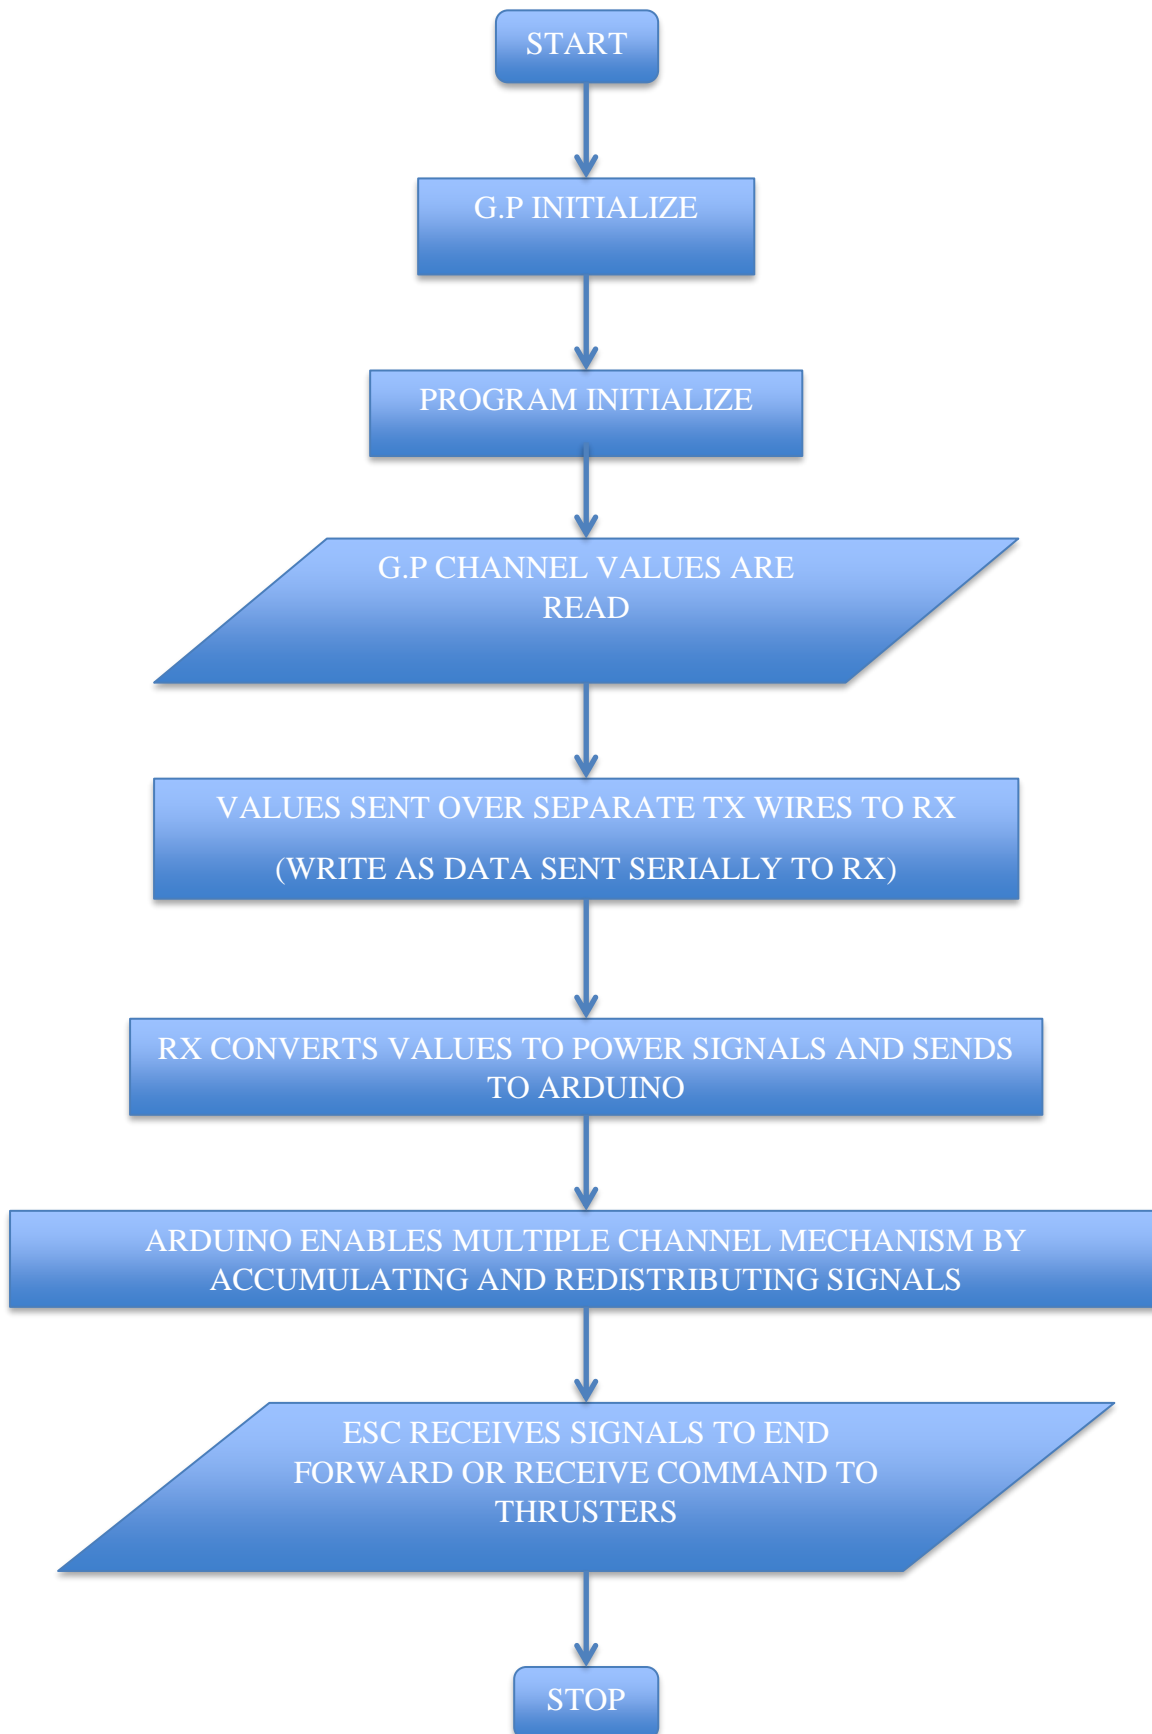 START
G.P INITIALIZE
PROGRAM INITIALIZE
G.P CHANNEL VALUES ARE
READ
VALUES SENT OVER SEPARATE TX WIRES TO RX
(WRITE AS DATA SENT SERIALLY TO RX)
RX CONVERTS VALUES TO POWER SIGNALS AND SENDS
TO ARDUINO
ARDUINO ENABLES MULTIPLE CHANNEL MECHANISM BY
ACCUMULATING AND REDISTRIBUTING SIGNALS
ESC RECEIVES SIGNALS TO END
FORWARD OR RECEIVE COMMAND TO
THRUSTERS
STOP